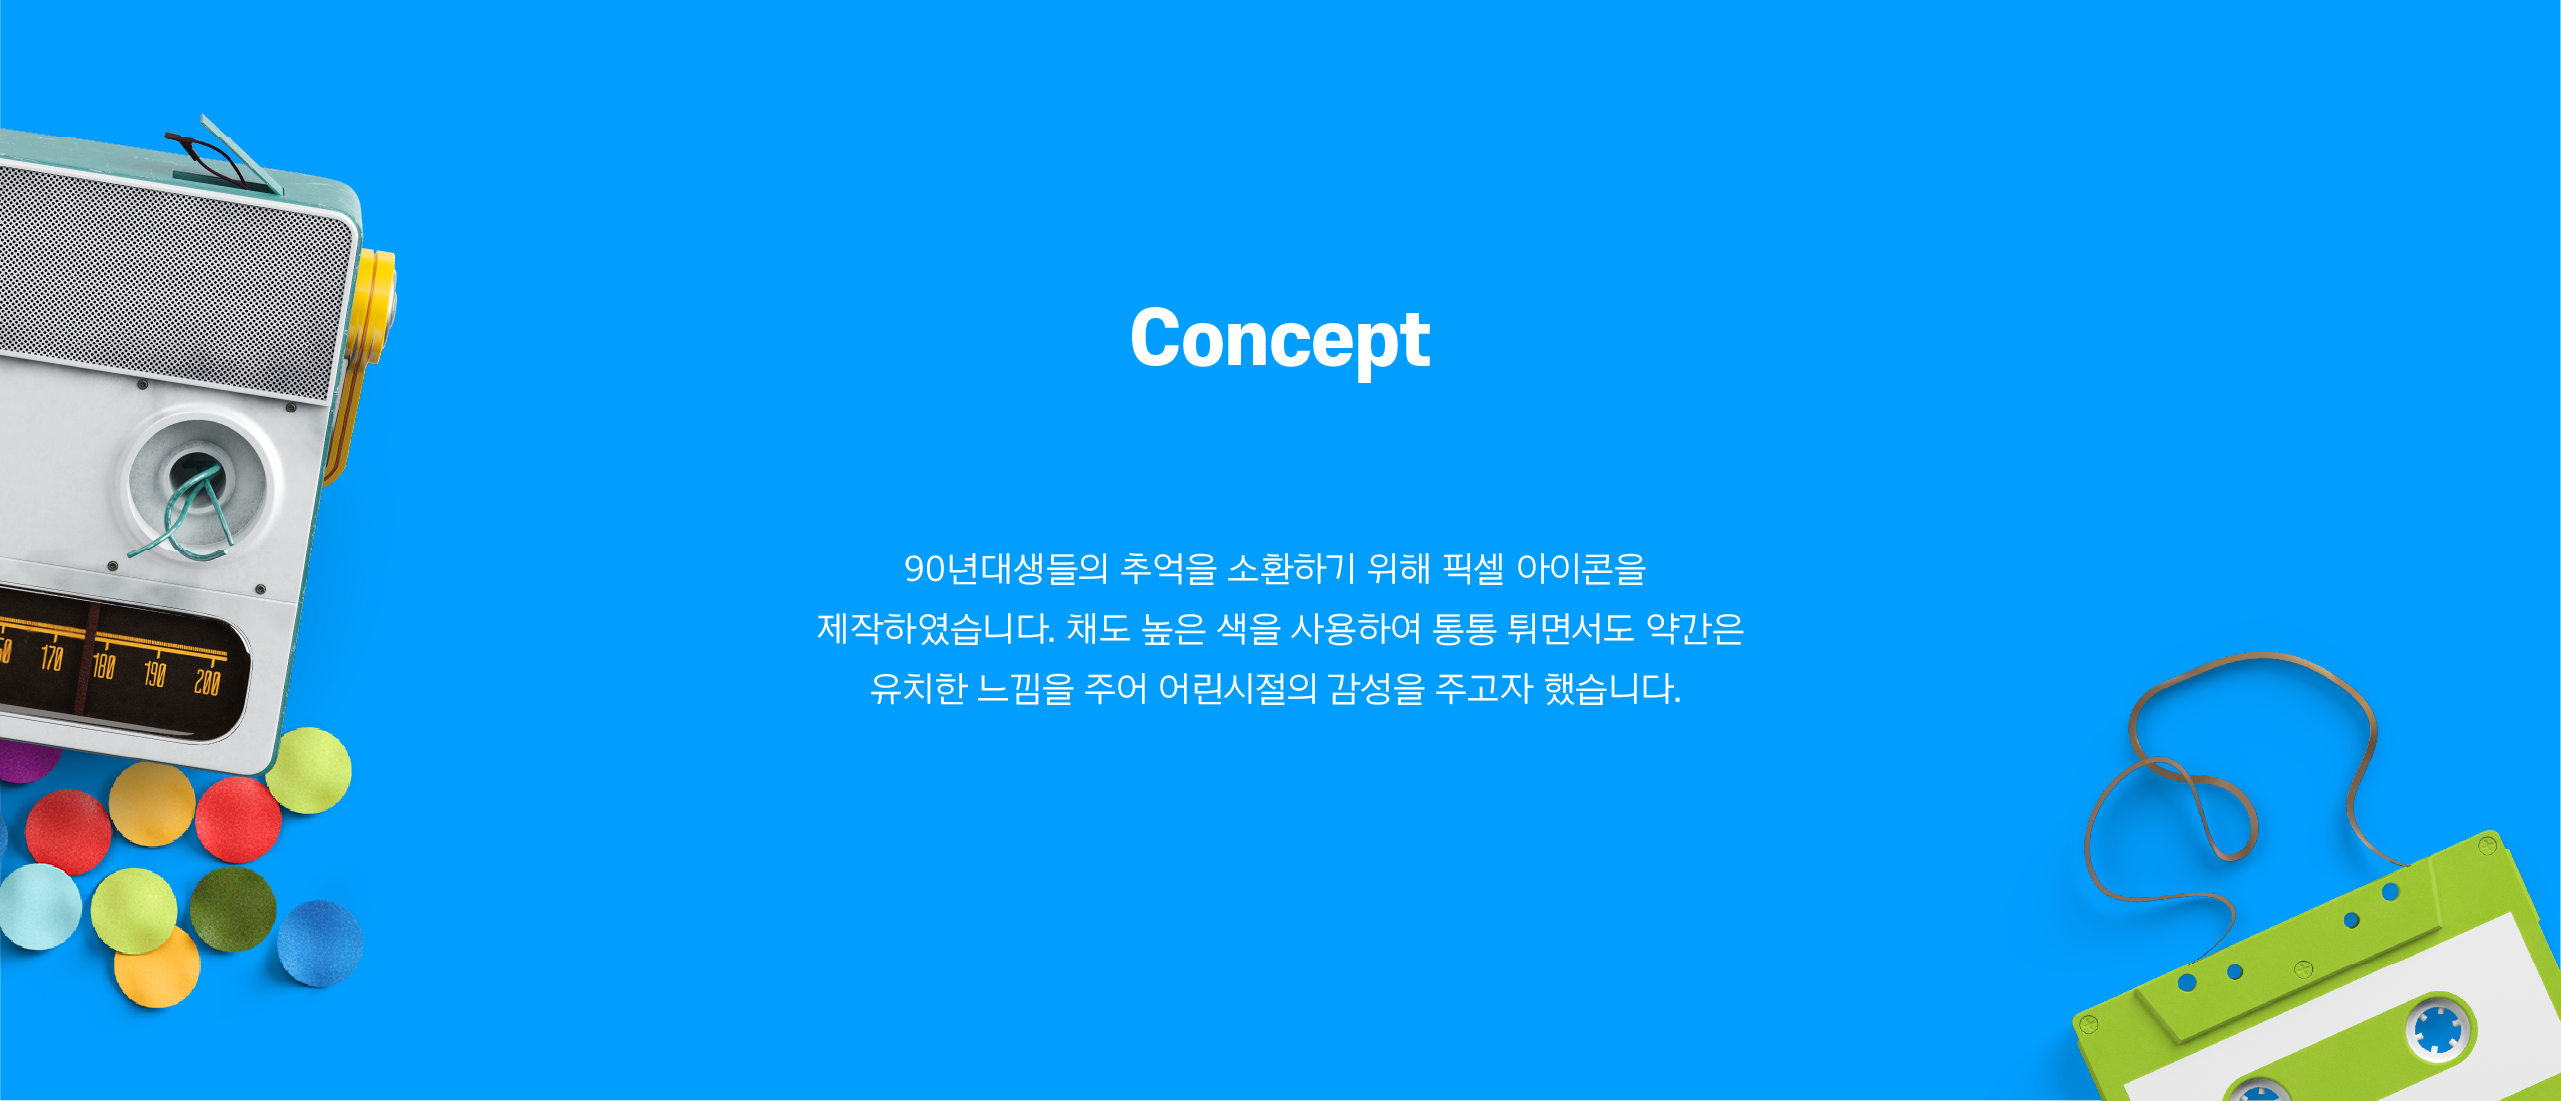 Concept
90년대생들의 추억을 소환하기 위해 픽셀 아이콘을
제작하였습니다. 채도 높은 색을 사용하여 통통 튀면서도 약간은
유치한 느낌을 주어 어린시절의 감성을 주고자 했습니다.
170 180 190 200